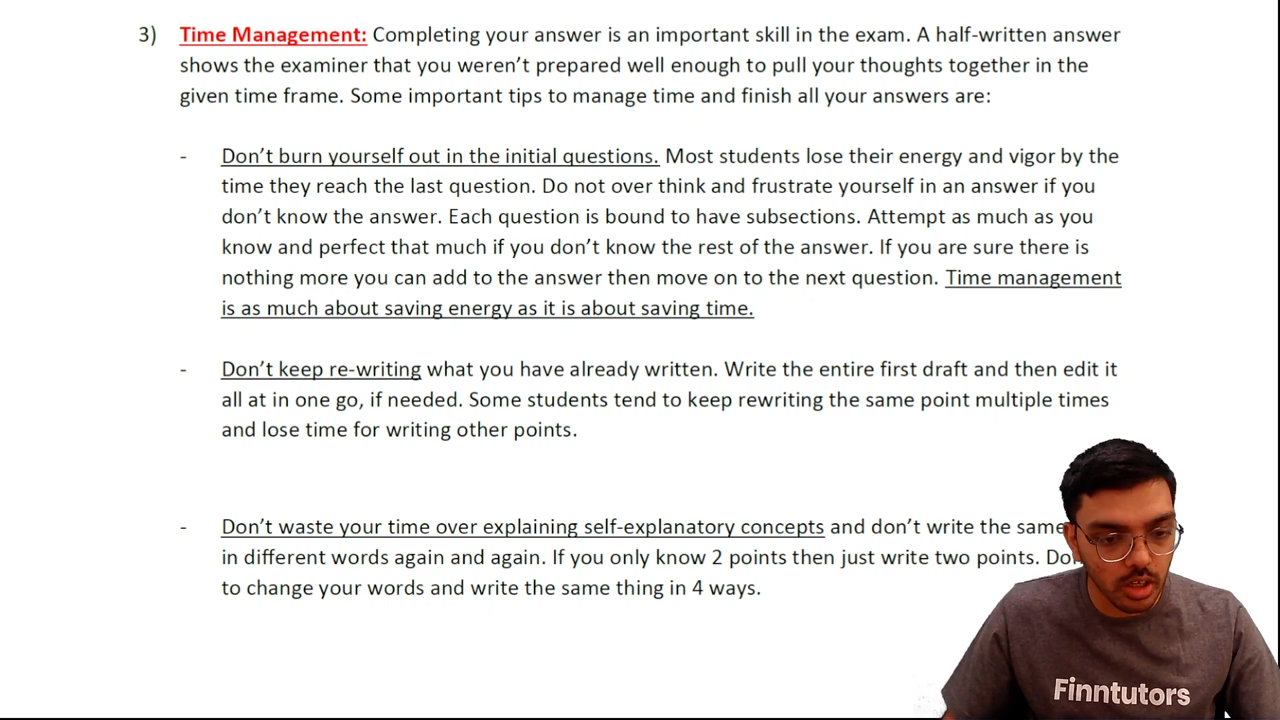 3) Time Management: Completing your answer is an important skill in the exam. A half-written answer
shows the examiner that you weren't prepared well enough to pull your thoughts together in the
given time frame. Some important tips to manage time and finish all your answers are:
- Don't burn yourself out in the initial questions. Most students lose their energy and vigor by the
time they reach the last question. Do not over think and frustrate yourself in an answer if you
don't know the answer. Each question is bound to have subsections. Attempt as much as you
know and perfect that much if you don't know the rest of the answer. If you are sure there is
nothing more you can add to the answer then move on to the next question. Time management
is as much about saving energy as it is about saving time.
- Don't keep re-writing what you have already written. Write the entire first draft and then edit it
all at in one go, if needed. Some students tend to keep rewriting the same point multiple times
and lose time for writing other points.
- Don't waste your time over explaining self-explanatory concepts and don't write the same
in different words again and again. If you only know 2 points then just write two points.
to change your words and write the same thing in 4 ways.
Finntutors